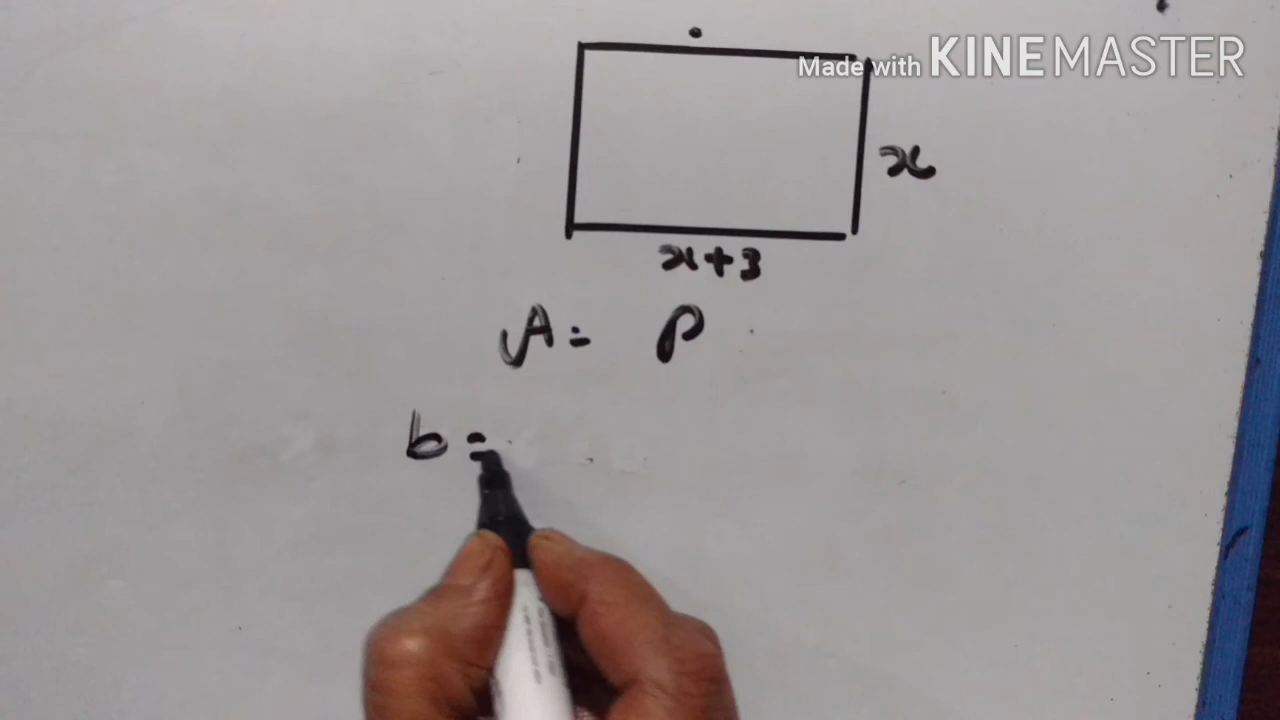 Made with KINEMASTER
x
x+3
A = P
b =